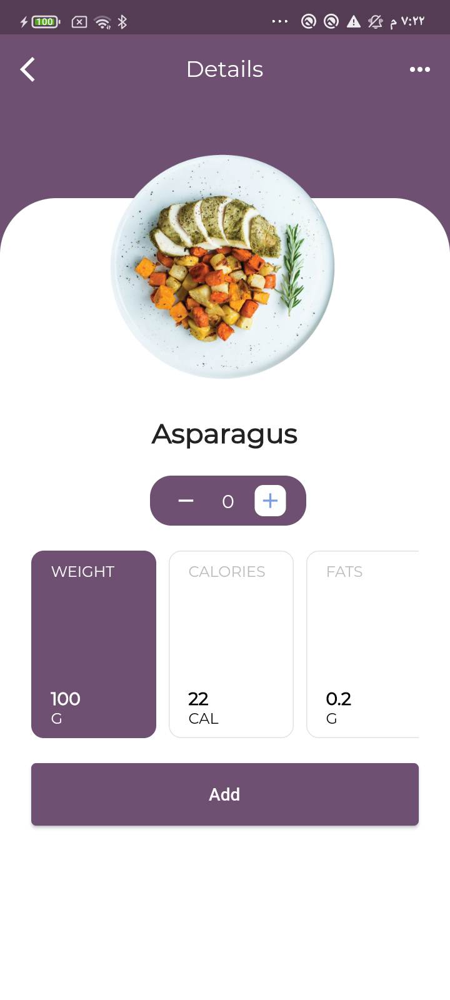 100
٧:٢٢ م
Details
Asparagus
0
WEIGHT
100
G
CALORIES
22
CAL
FATS
0.2
G
Add